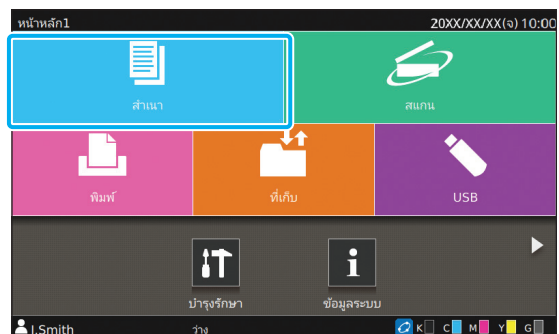 หน้าหลัก1 20XX/XX/XX(จ) 10:00
สำเนา สแกน
พิมพ์ ที่เก็บ USB
บำรุงรักษา ข้อมูลระบบ
J.Smith ว่าง K C M Y G